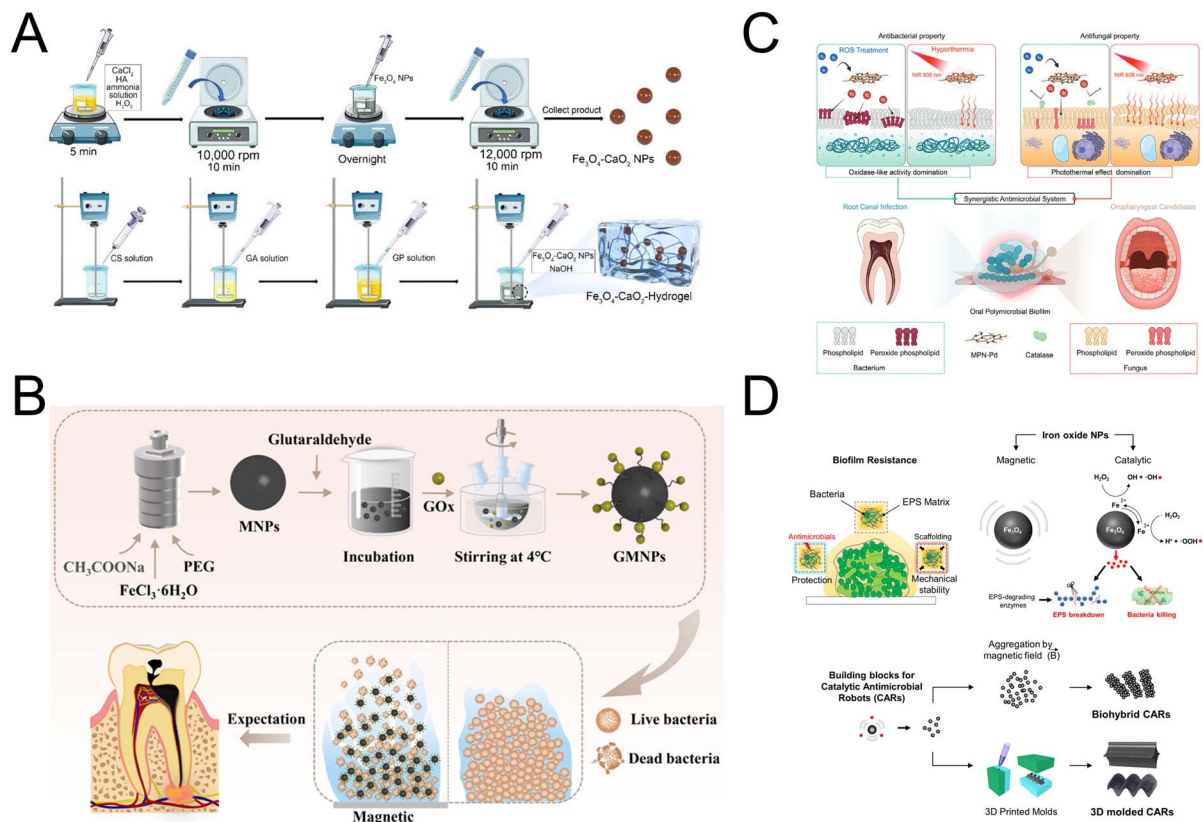 A
CaCl₂
HA
ammonia
solution
H₂O₂
5 min
10,000 rpm
10 min
Fe₃O₄ NPs
Overnight
12,000 rpm
10 min
Collect product
Fe₃O₄-CaO₂ NPs
CS solution
GA solution
GP solution
Fe₃O₄-CaO₂ NPs
NaOH
Fe₃O₄-CaO₂-Hydrogel
B
Glutaraldehyde
GOx
MNPs
Incubation
Stirring at 4℃
GMNPs
CH₃COONa
PEG
FeCl₃·6H₂O
Expectation
Magnetic
Live bacteria
Dead bacteria
C
Antibacterial property
Antifungal property
ROS Treatment
Hyperthermia
NIR 808 nm
NIR 808 nm
Oxidase-like activity domination
Photothermal effect domination
Synergistic Antimicrobial System
Root Canal Infection
Oropharyngeal Candidiasis
Oral Polymicrobial Biofilm
Phospholipid
Peroxide phospholipid
Bacterium
MPN-Pd
Catalase
Phospholipid
Peroxide phospholipid
Fungus
D
Iron oxide NPs
Biofilm Resistance
Magnetic
Catalytic
Bacteria
EPS Matrix
Antimicrobials
Protection
Scaffolding
Mechanical
stability
Fe₃O₄
H₂O₂
OH + ·OH
Fe²⁺
Fe₃O₄
Fe³⁺
H₂O₂
H⁺ + ·OOH
EPS-degrading
enzymes
EPS breakdown
Bacteria killing
Aggregation by
magnetic field (B)
Building blocks for
Catalytic Antimicrobial
Robots (CARs)
Biohybrid CARs
3D Printed Molds
3D molded CARs